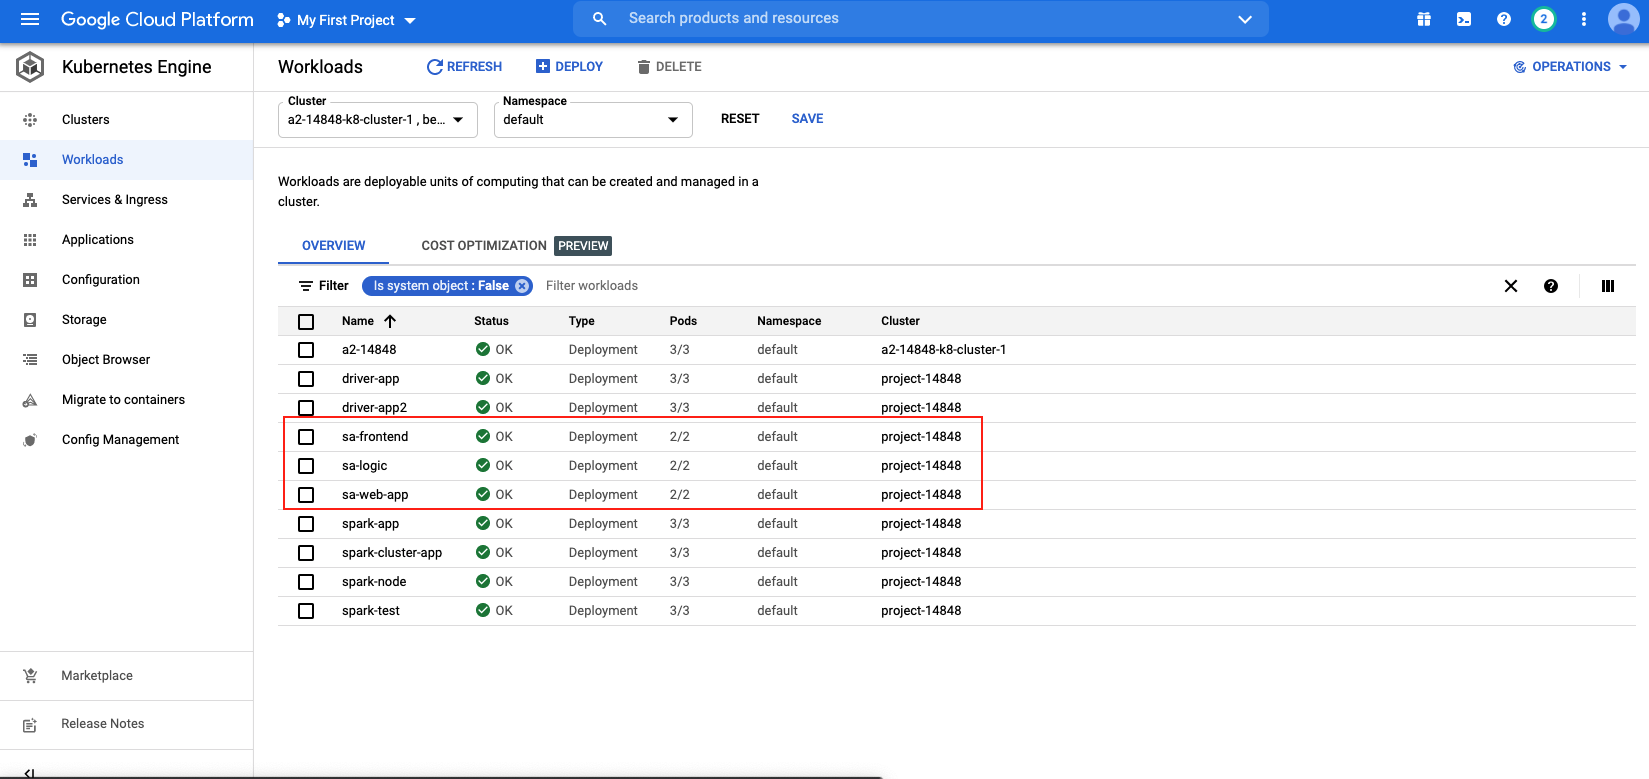 Google Cloud Platform
My First Project
Search products and resources
2
Kubernetes Engine
Workloads
REFRESH
DEPLOY
DELETE
OPERATIONS
Clusters
Workloads
Services & Ingress
Applications
Configuration
Storage
Object Browser
Migrate to containers
Config Management
Marketplace
Release Notes
Cluster
a2-14848-k8-cluster-1 , be...
Namespace
default
RESET
SAVE
Workloads are deployable units of computing that can be created and managed in a
cluster.
OVERVIEW
COST OPTIMIZATION PREVIEW
Filter Is system object : False Filter workloads
Name Status Type Pods Namespace Cluster
a2-14848 OK Deployment 3/3 default a2-14848-k8-cluster-1
driver-app OK Deployment 3/3 default project-14848
driver-app2 OK Deployment 3/3 default project-14848
sa-frontend OK Deployment 2/2 default project-14848
sa-logic OK Deployment 2/2 default project-14848
sa-web-app OK Deployment 2/2 default project-14848
spark-app OK Deployment 3/3 default project-14848
spark-cluster-app OK Deployment 3/3 default project-14848
spark-node OK Deployment 3/3 default project-14848
spark-test OK Deployment 3/3 default project-14848